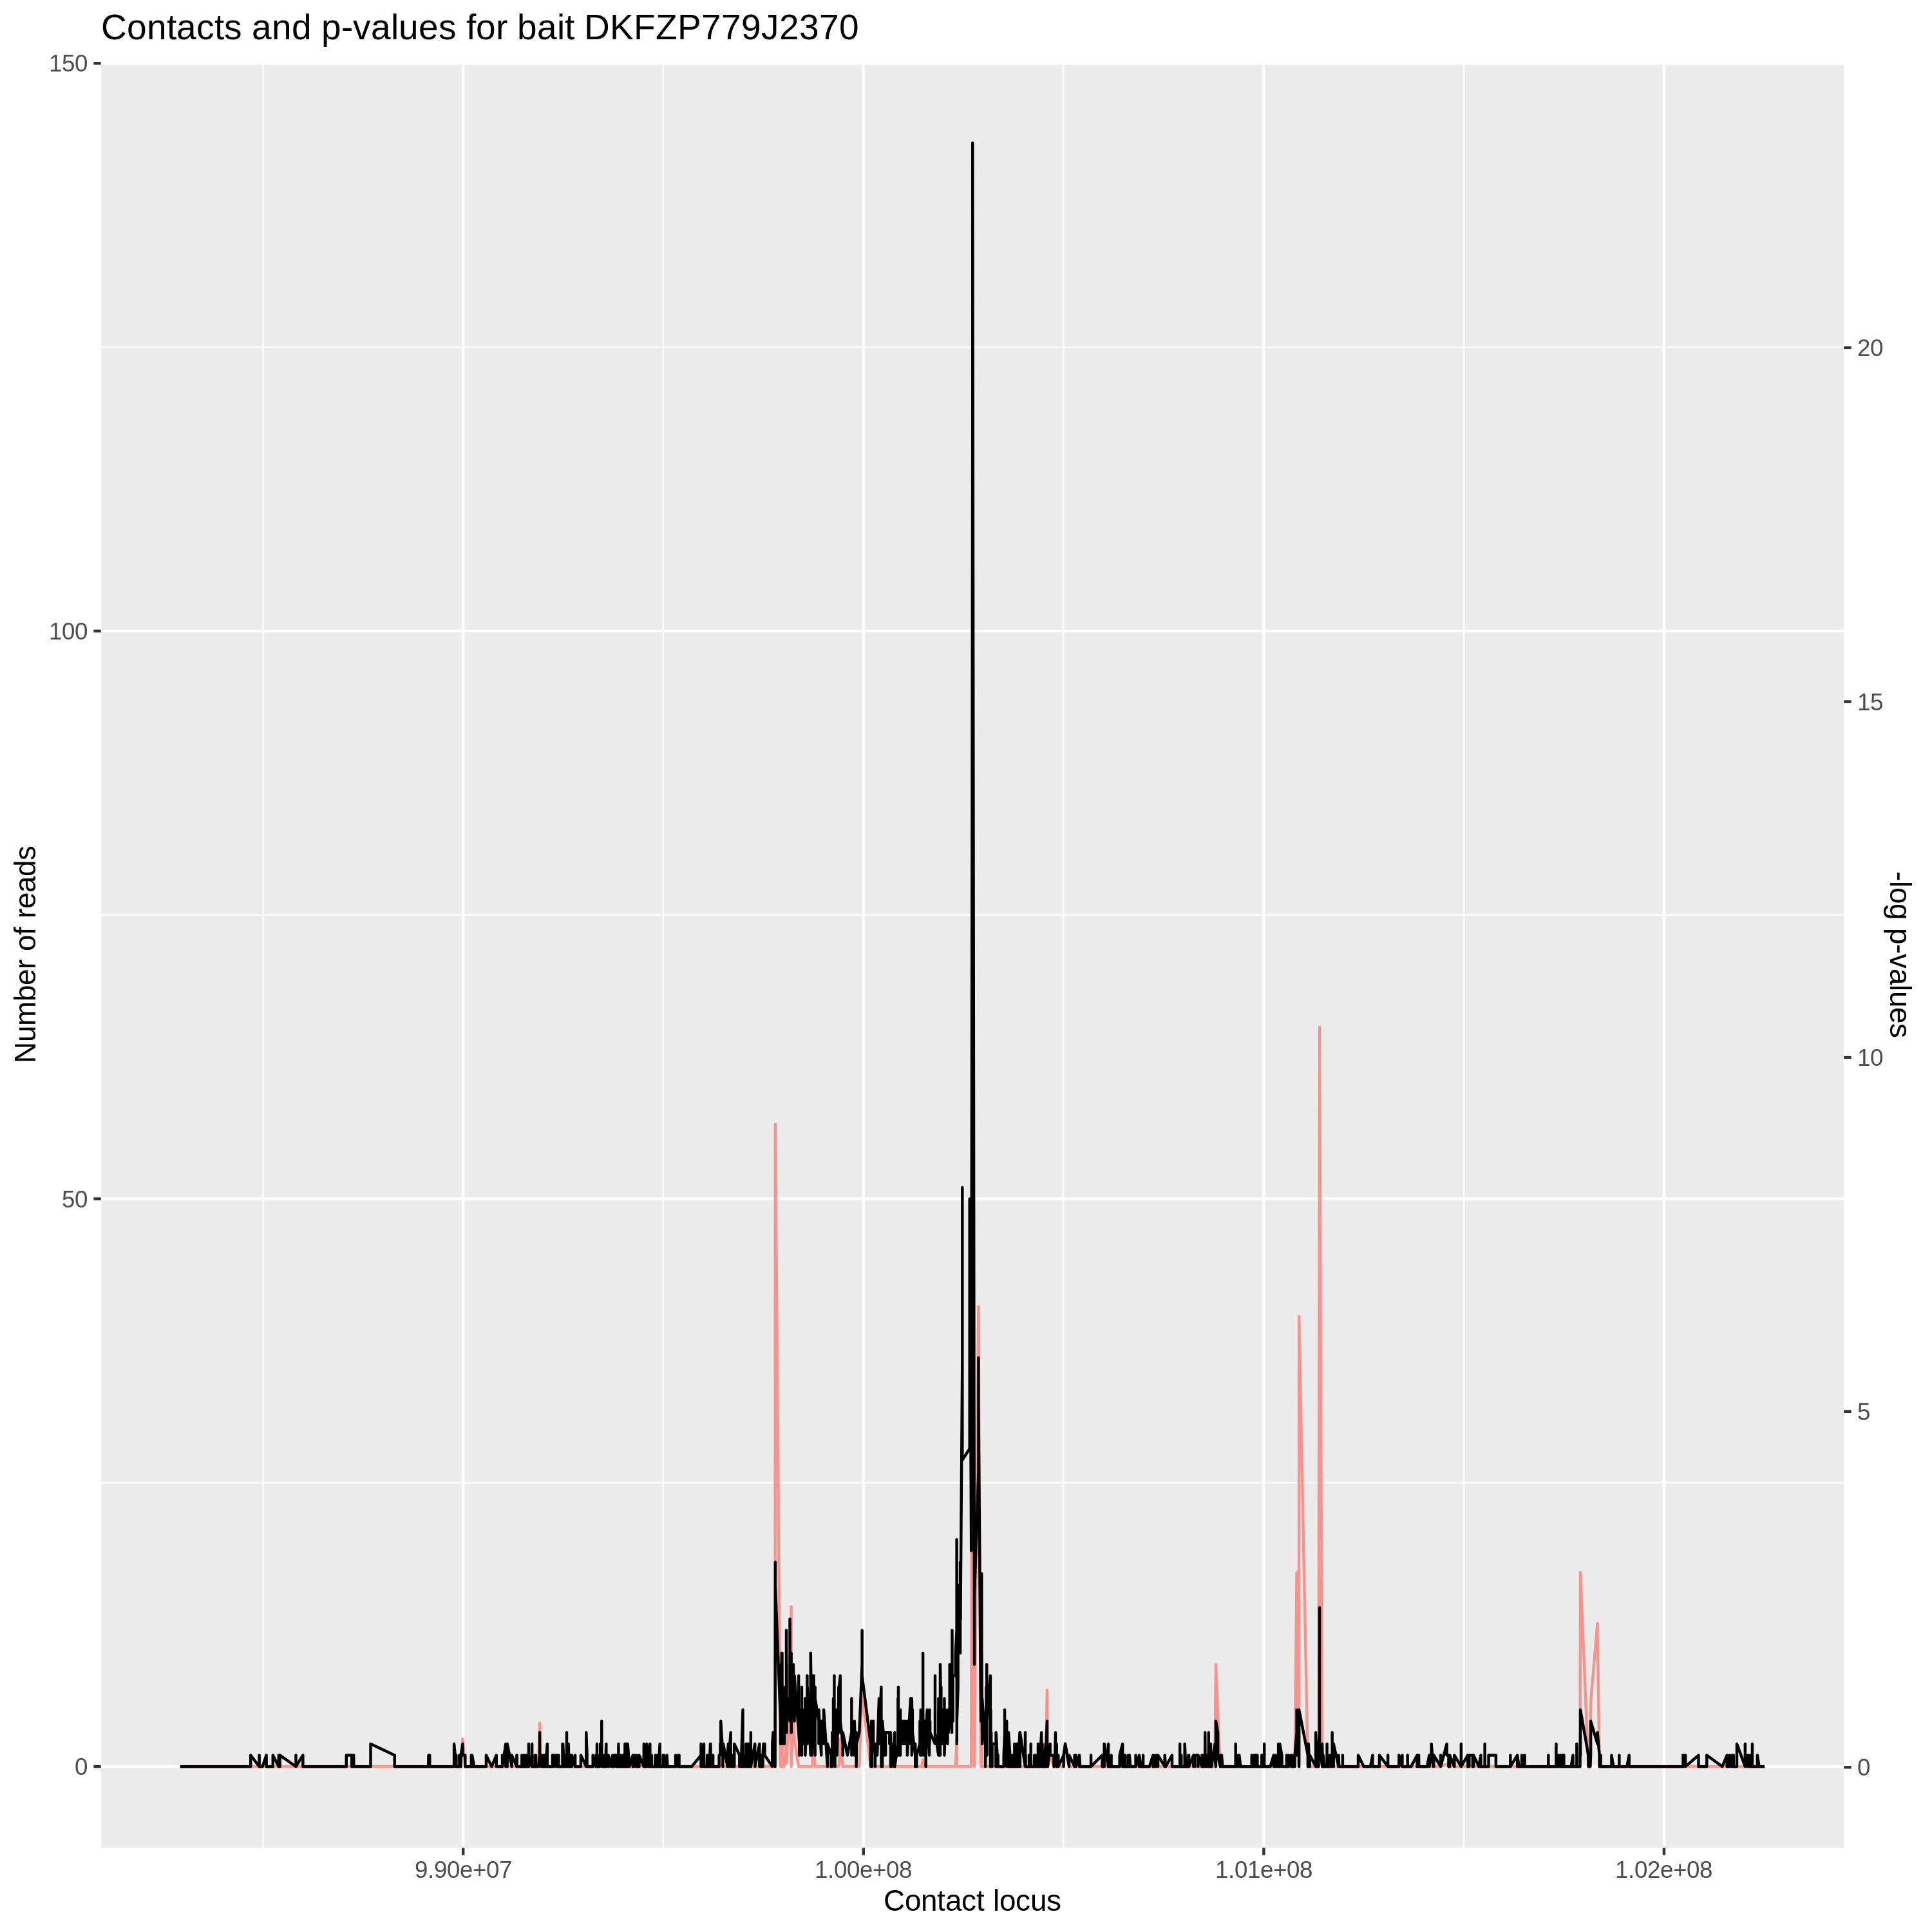 Contacts and p-values for bait DKFZP779J2370
150
100
50
0
Number of reads
20
15
10
5
0
-log p-values
9.90e+07
1.00e+08
1.01e+08
1.02e+08
Contact locus